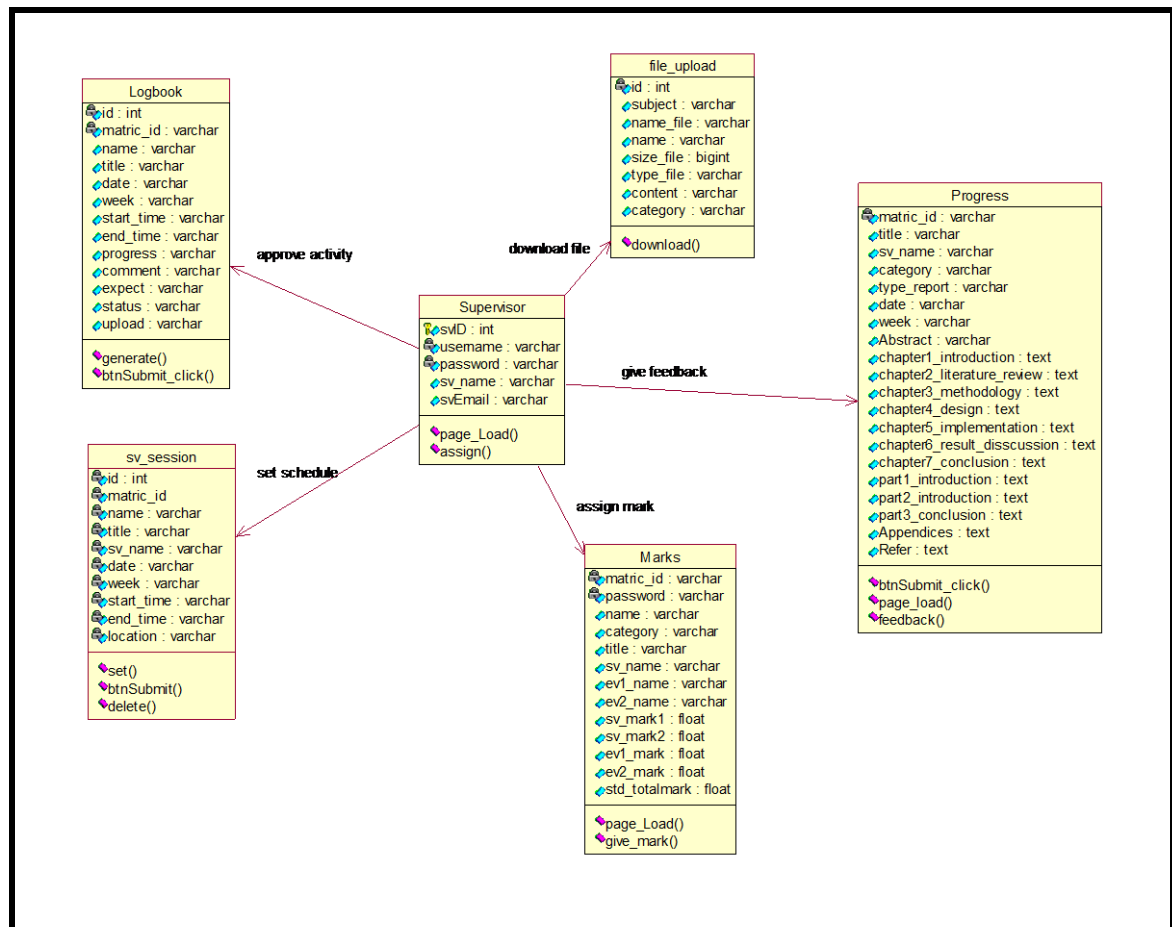 Logbook
id : int
matric_id : varchar
name : varchar
title : varchar
date : varchar
week : varchar
start_time : varchar
end_time : varchar
progress : varchar
comment : varchar
expect : varchar
status : varchar
upload : varchar
generate()
btnSubmit_click()
file_upload
id : int
subject : varchar
name_file : varchar
name : varchar
size_file : bigint
type_file : varchar
content : varchar
category : varchar
download()
approve activity
download file
Supervisor
svID : int
username : varchar
password : varchar
sv_name : varchar
svEmail : varchar
page_Load()
assign()
give feedback
Progress
matric_id : varchar
title : varchar
sv_name : varchar
category : varchar
type_report : varchar
date : varchar
week : varchar
Abstract : varchar
chapter1_introduction : text
chapter2_literature_review : text
chapter3_methodology : text
chapter4_design : text
chapter5_implementation : text
chapter6_result_disscussion : text
chapter7_conclusion : text
part1_introduction : text
part2_introduction : text
part3_conclusion : text
Appendices : text
Refer : text
btnSubmit_click()
page_load()
feedback()
sv_session
id : int
matric_id
name : varchar
title : varchar
sv_name : varchar
date : varchar
week : varchar
start_time : varchar
end_time : varchar
location : varchar
set()
btnSubmit()
delete()
set schedule
assign mark
Marks
matric_id : varchar
password : varchar
name : varchar
category : varchar
title : varchar
sv_name : varchar
ev1_name : varchar
ev2_name : varchar
sv_mark1 : float
sv_mark2 : float
ev1_mark : float
ev2_mark : float
std_totalmark : float
page_Load()
give_mark()